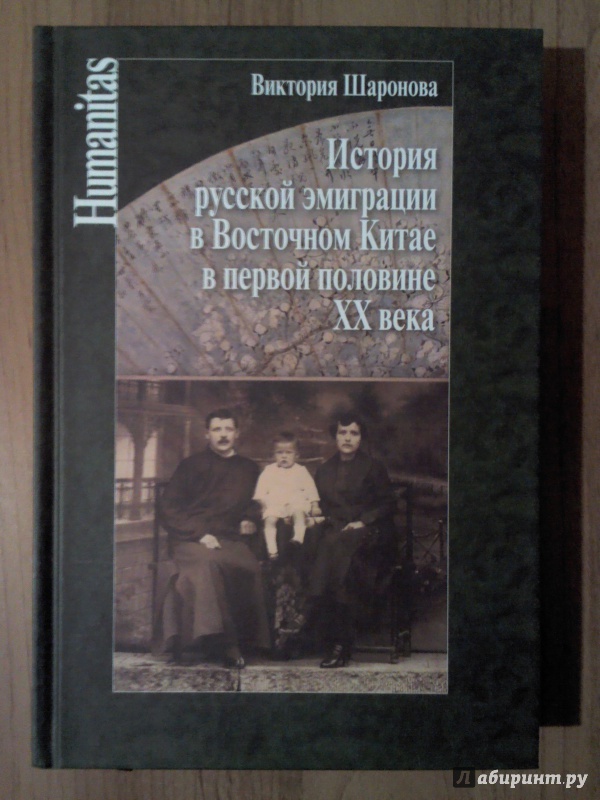 Humanitas
Виктория Шаронова
История
русской эмиграции
в Восточном Китае
в первой половине
XX века
Лабиринт.ру